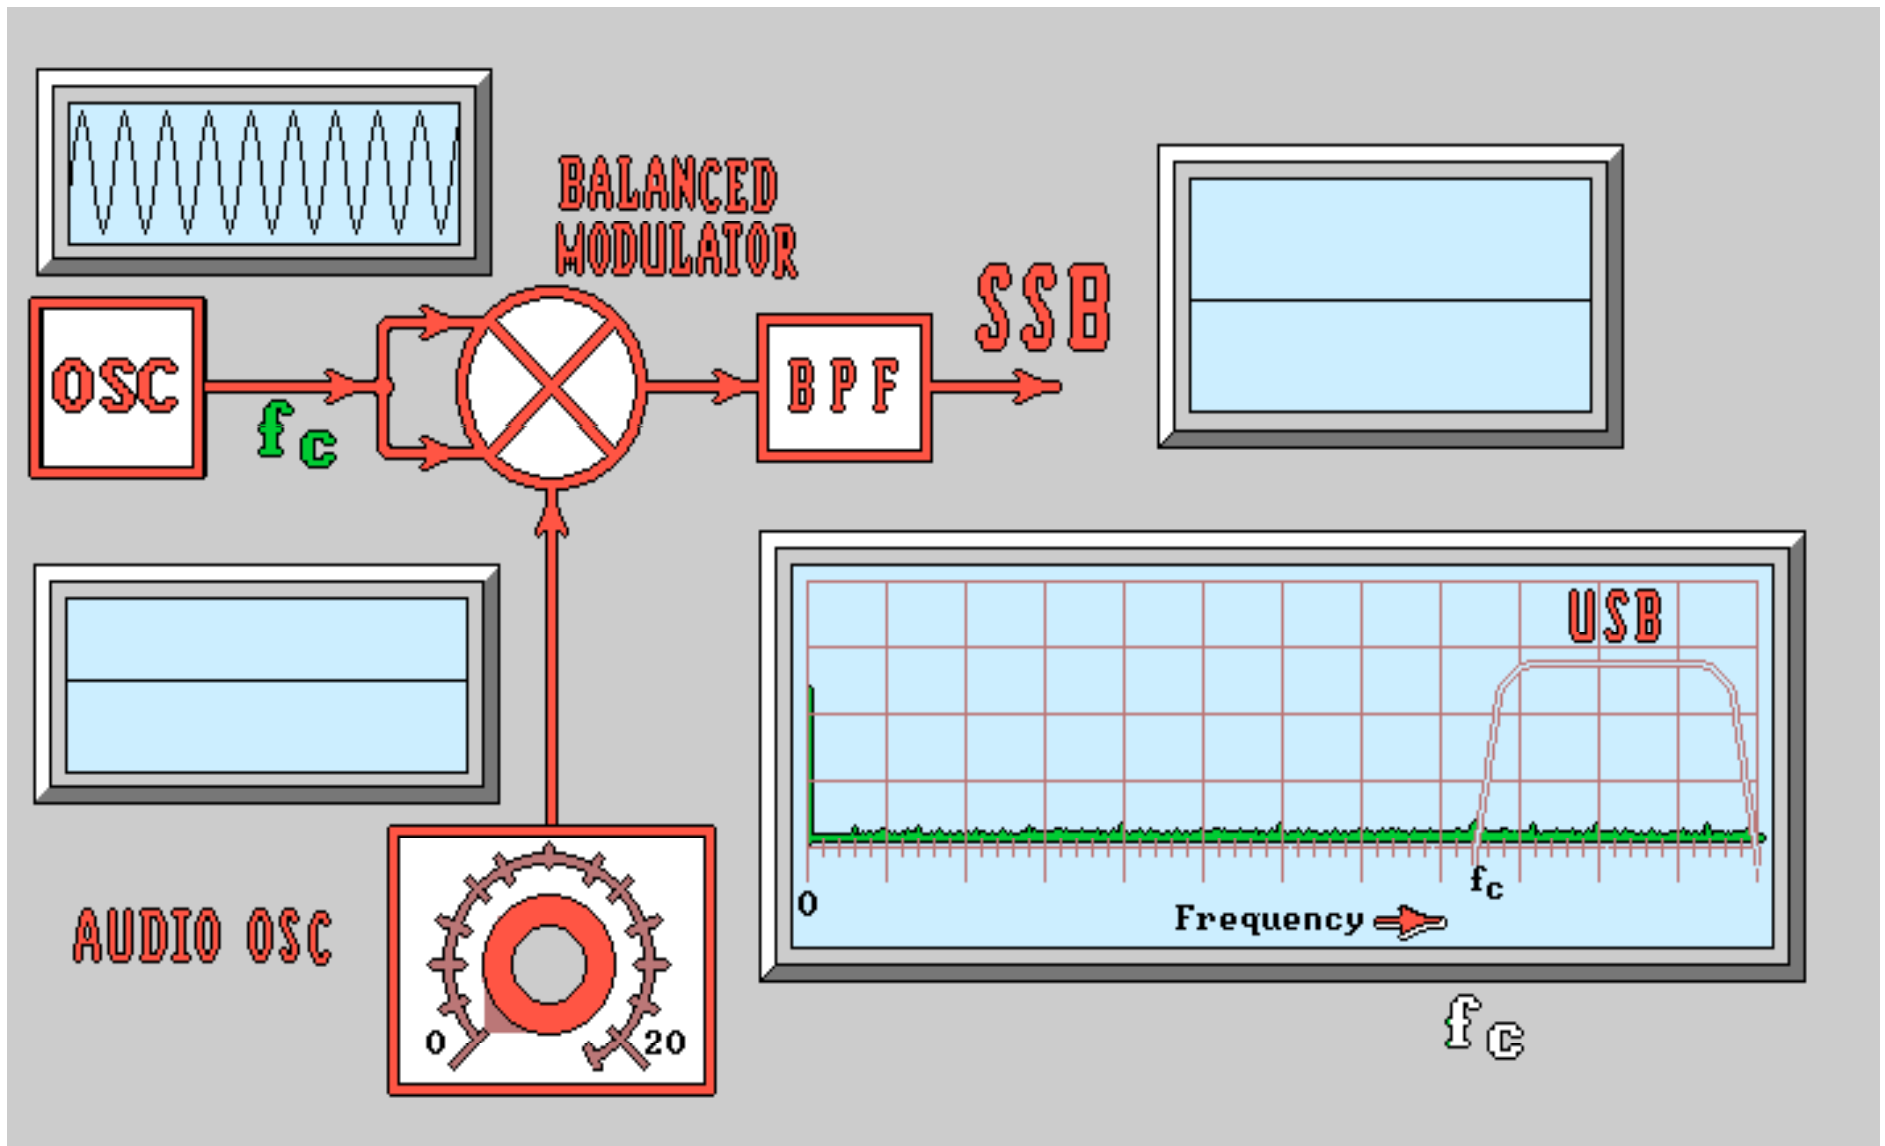 BALANCED
MODULATOR
SSB
OSC
BPF
fc
USB
AUDIO OSC
0
20
0
fc
Frequency
fc